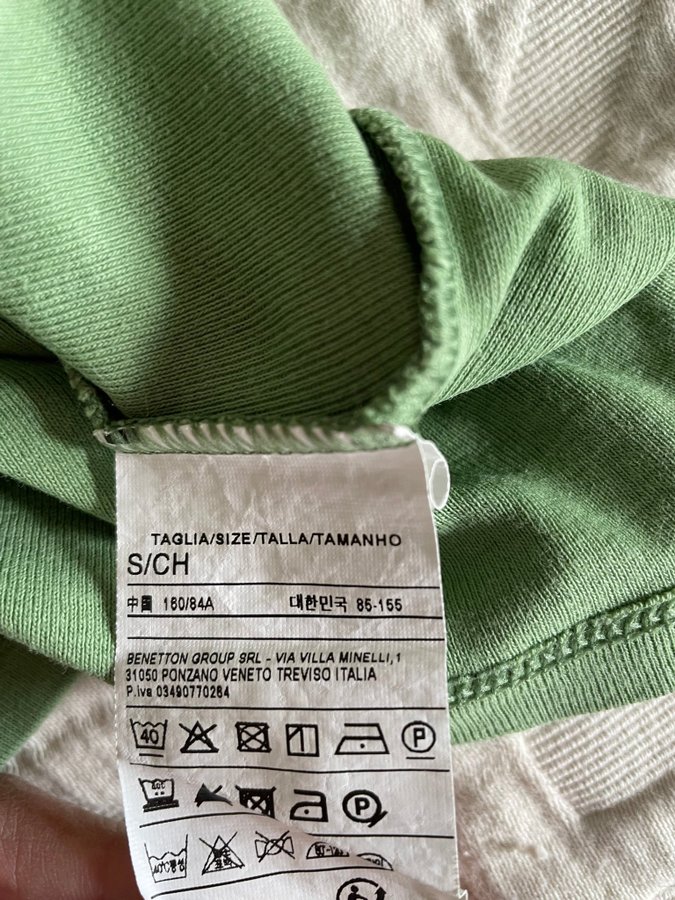 TAGLIA/SIZE/TALLA/TAMANHO
S/CH
中国 160/84A 대한민국 85-155
BENETTON GROUP SRL - VIA VILLA MINELLI,1
31050 PONZANO VENETO TREVISO ITALIA
P.Iva 03490770264
40 P
P